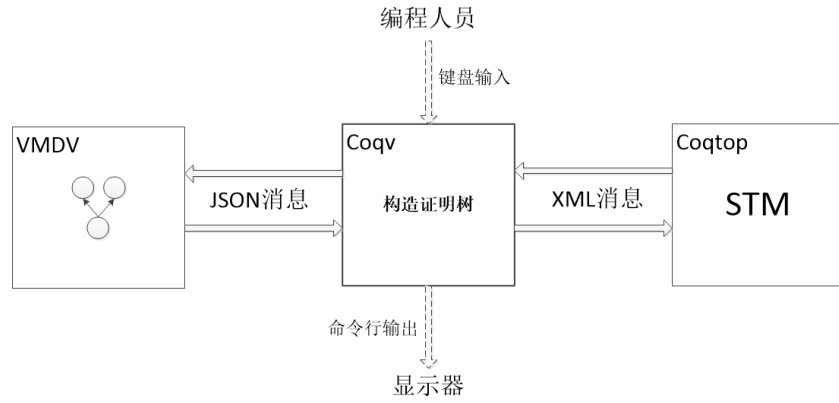 编程人员
键盘输入
VMDV
Coqv
Coqtop
JSON消息
构造证明树
XML消息
STM
命令行输出
显示器